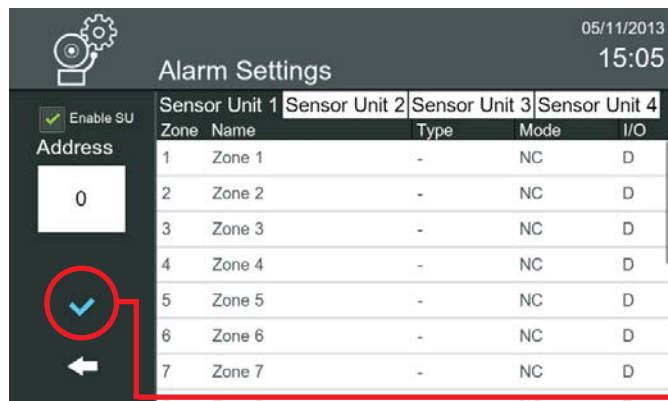 05/11/2013
15:05
Alarm Settings
Enable SU
Address
0
Sensor Unit 1 Sensor Unit 2 Sensor Unit 3 Sensor Unit 4
Zone Name Type Mode I/O
1 Zone 1 - NC D
2 Zone 2 - NC D
3 Zone 3 - NC D
4 Zone 4 - NC D
5 Zone 5 - NC D
6 Zone 6 - NC D
7 Zone 7 - NC D